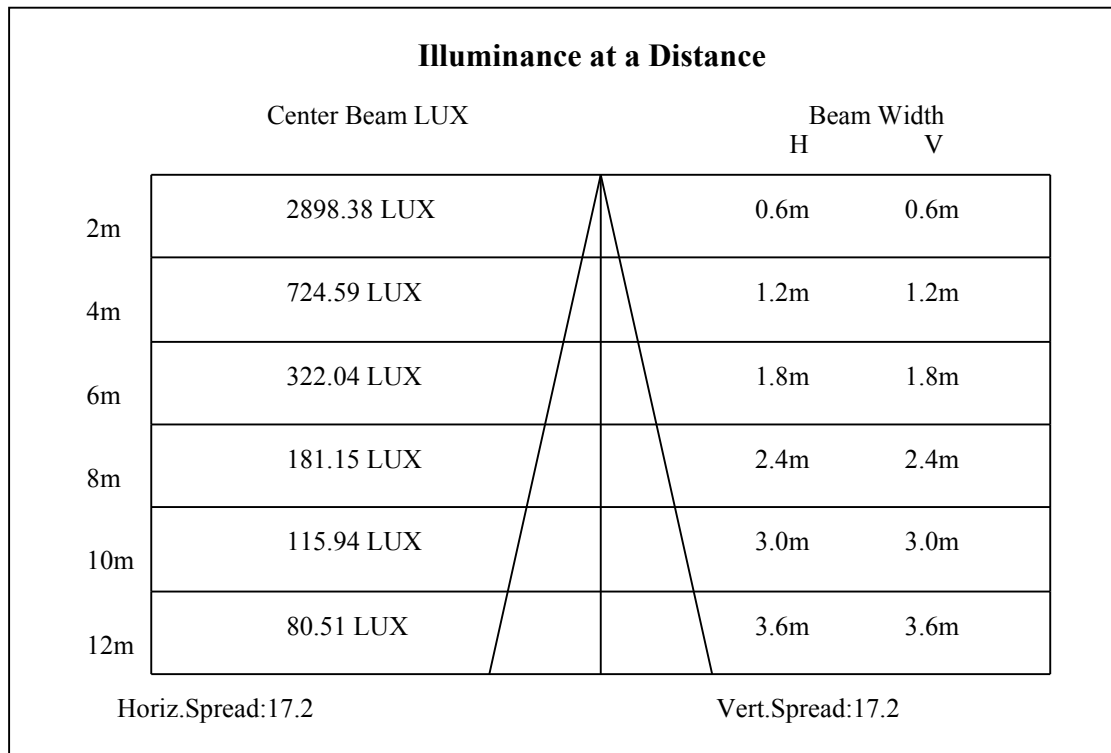 Illuminance at a Distance
Center Beam LUX Beam Width
H V
2m 2898.38 LUX 0.6m 0.6m
4m 724.59 LUX 1.2m 1.2m
6m 322.04 LUX 1.8m 1.8m
8m 181.15 LUX 2.4m 2.4m
10m 115.94 LUX 3.0m 3.0m
12m 80.51 LUX 3.6m 3.6m
Horiz.Spread:17.2 Vert.Spread:17.2